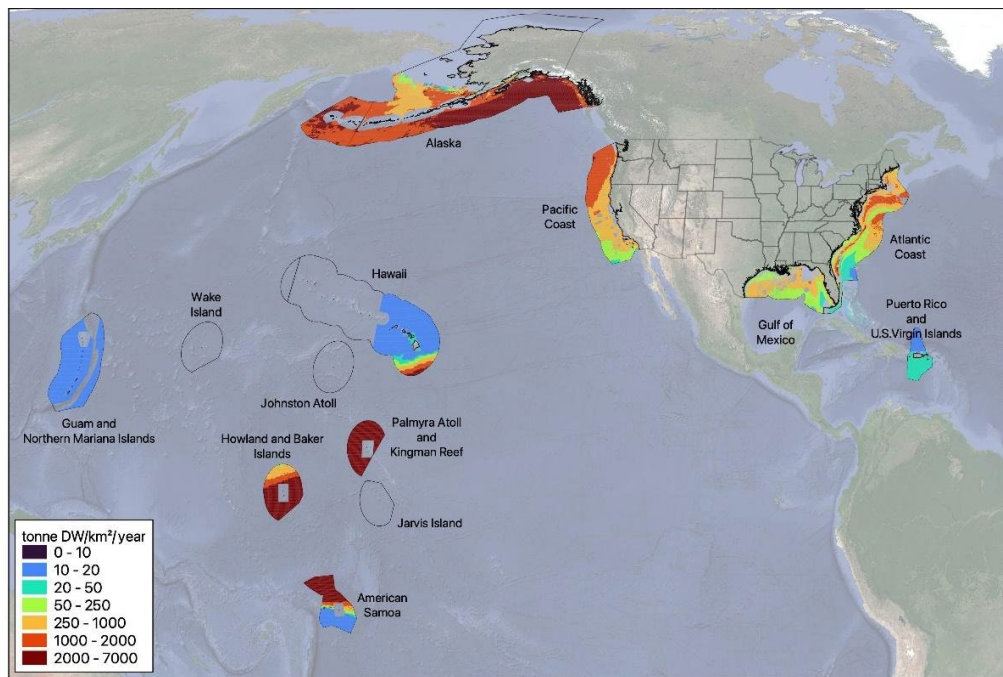 Alaska
Pacific
Coast
Atlantic
Coast
Hawaii
Wake
Island
Puerto Rico
and
U.S.Virgin Islands
Gulf of
Mexico
Johnston Atoll
Guam and
Northern Mariana Islands
Palmyra Atoll
and
Kingman Reef
Howland and Baker
Islands
Jarvis Island
American
Samoa
tonne DW/km²/year
0 - 10
10 - 20
20 - 50
50 - 250
250 - 1000
1000 - 2000
2000 - 7000